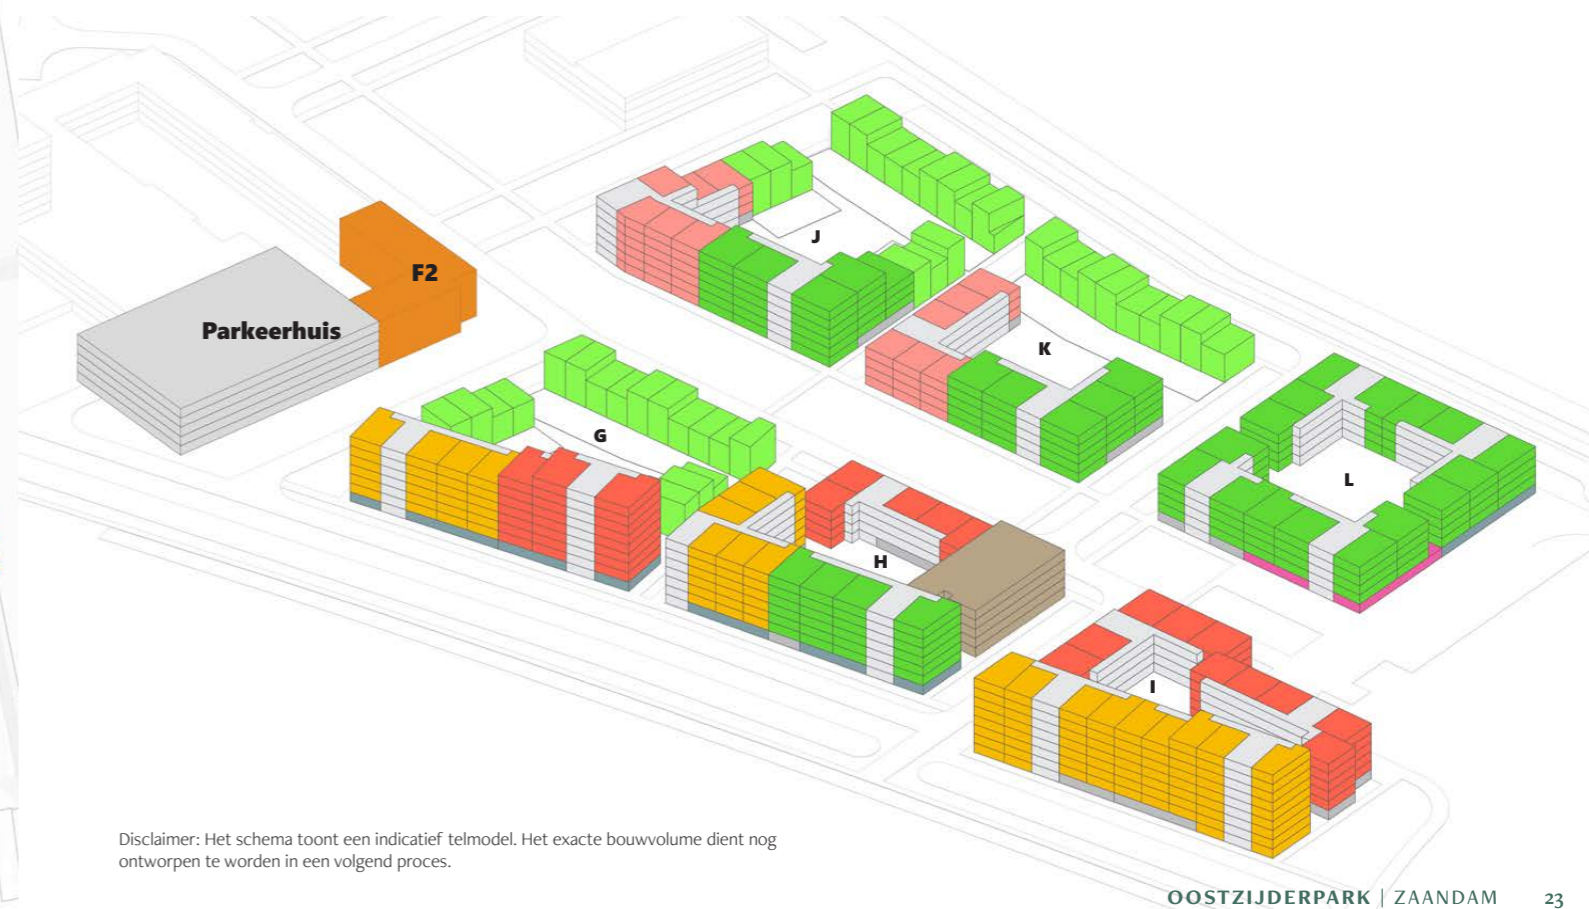 J
F2
Parkeerhuis
K
G
L
H
I
Disclaimer: Het schema toont een indicatief telmodel. Het exacte bouwvolume dient nog
ontworpen te worden in een volgend proces.
OOSTZIJDERPARK | ZAANDAM 23